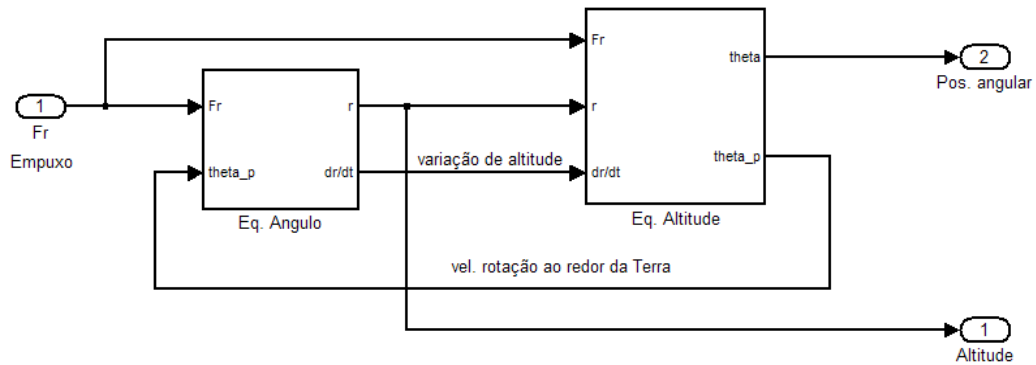 Fr
theta
2
Pos. angular
1
Fr
Empuxo
Fr
r
r
theta_p
dr/dt
variação de altitude
dr/dt
theta_p
Eq. Angulo
Eq. Altitude
vel. rotação ao redor da Terra
1
Altitude